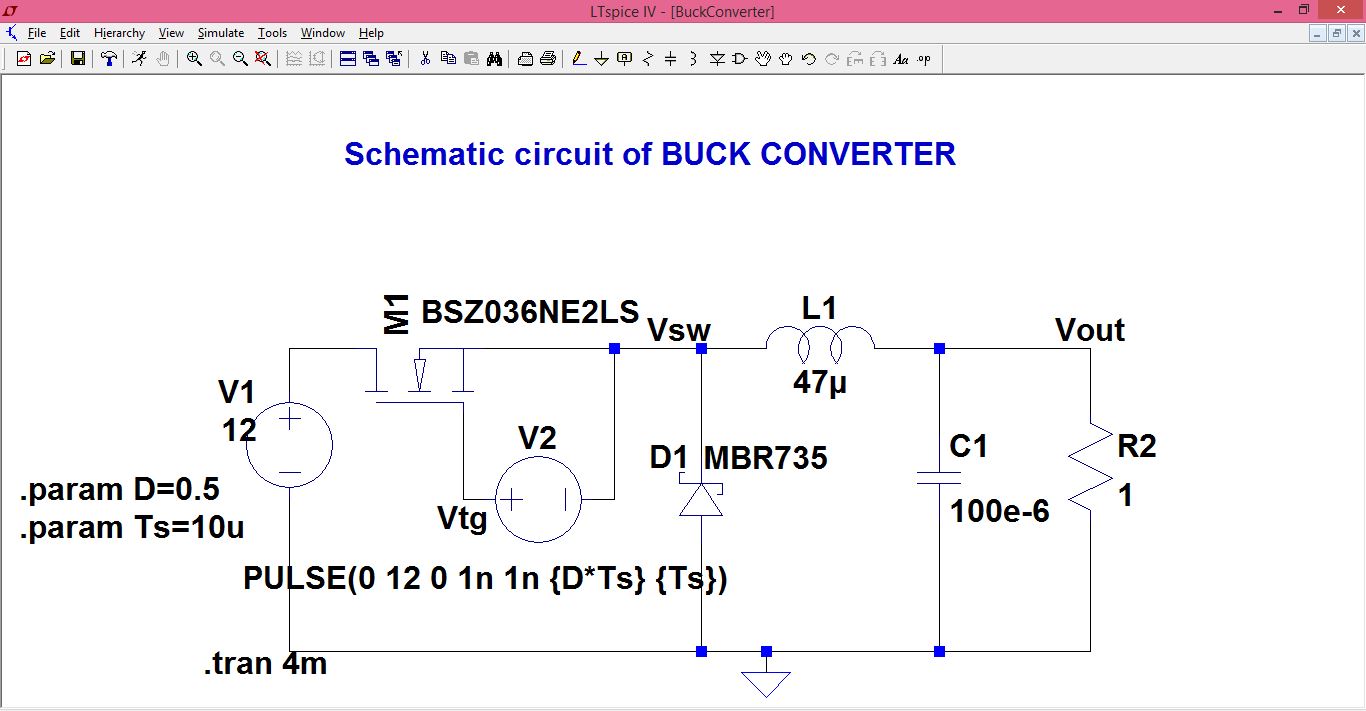 LTspice IV - [BuckConverter]
File Edit Hierarchy View Simulate Tools Window Help
Aa .op
Schematic circuit of BUCK CONVERTER
M1 BSZ036NE2LS
Vsw
L1
Vout
47µ
V1
12
V2
D1 MBR735
C1
R2
.param D=0.5
.param Ts=10u
Vtg
100e-6
1
PULSE(0 12 0 1n 1n {D*Ts} {Ts})
.tran 4m